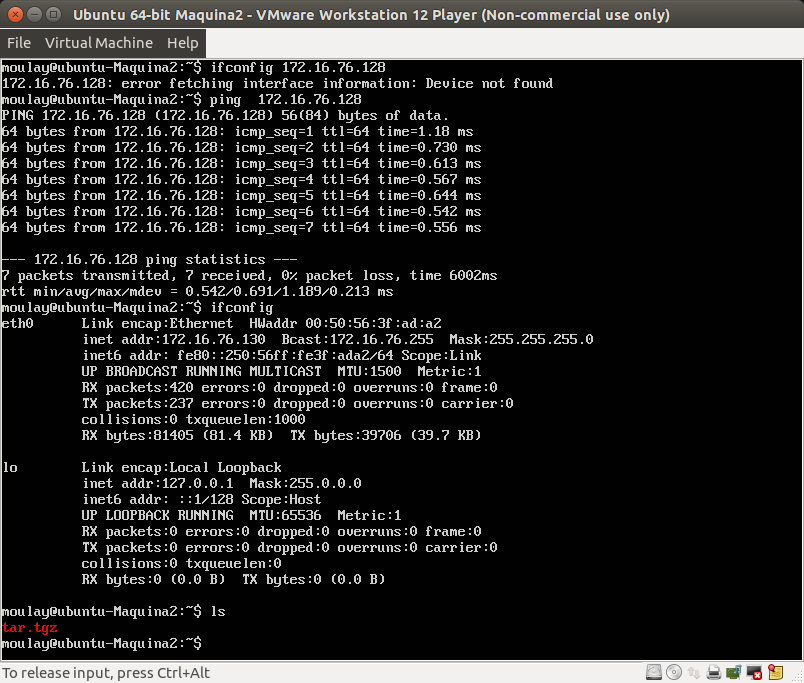 Ubuntu 64-bit Maquina2 - VMware Workstation 12 Player (Non-commercial use only)
File Virtual Machine Help
moulay@ubuntu-Maquina2:~$ ifconfig 172.16.76.128
172.16.76.128: error fetching interface information: Device not found
moulay@ubuntu-Maquina2:~$ ping  172.16.76.128
PING 172.16.76.128 (172.16.76.128) 56(84) bytes of data.
64 bytes from 172.16.76.128: icmp_seq=1 ttl=64 time=1.18 ms
64 bytes from 172.16.76.128: icmp_seq=2 ttl=64 time=0.730 ms
64 bytes from 172.16.76.128: icmp_seq=3 ttl=64 time=0.613 ms
64 bytes from 172.16.76.128: icmp_seq=4 ttl=64 time=0.567 ms
64 bytes from 172.16.76.128: icmp_seq=5 ttl=64 time=0.644 ms
64 bytes from 172.16.76.128: icmp_seq=6 ttl=64 time=0.542 ms
64 bytes from 172.16.76.128: icmp_seq=7 ttl=64 time=0.556 ms
--- 172.16.76.128 ping statistics ---
7 packets transmitted, 7 received, 0% packet loss, time 6002ms
rtt min/avg/max/mdev = 0.542/0.691/1.189/0.213 ms
moulay@ubuntu-Maquina2:~$ ifconfig
eth0      Link encap:Ethernet  HWaddr 00:50:56:3f:ad:a2
          inet addr:172.16.76.130  Bcast:172.16.76.255  Mask:255.255.255.0
          inet6 addr: fe80::250:56ff:fe3f:ada2/64 Scope:Link
          UP BROADCAST RUNNING MULTICAST  MTU:1500  Metric:1
          RX packets:420 errors:0 dropped:0 overruns:0 frame:0
          TX packets:237 errors:0 dropped:0 overruns:0 carrier:0
          collisions:0 txqueuelen:1000
          RX bytes:81405 (81.4 KB)  TX bytes:39706 (39.7 KB)
lo        Link encap:Local Loopback
          inet addr:127.0.0.1  Mask:255.0.0.0
          inet6 addr: ::1/128 Scope:Host
          UP LOOPBACK RUNNING  MTU:65536  Metric:1
          RX packets:0 errors:0 dropped:0 overruns:0 frame:0
          TX packets:0 errors:0 dropped:0 overruns:0 carrier:0
          collisions:0 txqueuelen:0
          RX bytes:0 (0.0 B)  TX bytes:0 (0.0 B)
moulay@ubuntu-Maquina2:~$ ls
tar.tgz
moulay@ubuntu-Maquina2:~$
To release input, press Ctrl+Alt